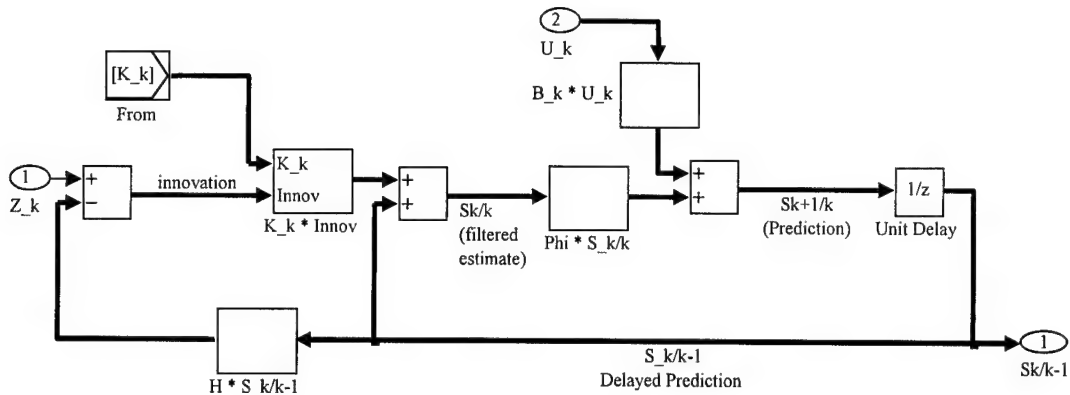 2
U_k
[K_k]
From
B_k * U_k
1
Z_k
+
−
innovation
K_k
Innov
K_k * Innov
+
+
Sk/k
(filtered
estimate)
Phi * S_k/k
+
+
Sk+1/k
(Prediction)
1/z
Unit Delay
H * S_k/k-1
S_k/k-1
Delayed Prediction
1
Sk/k-1